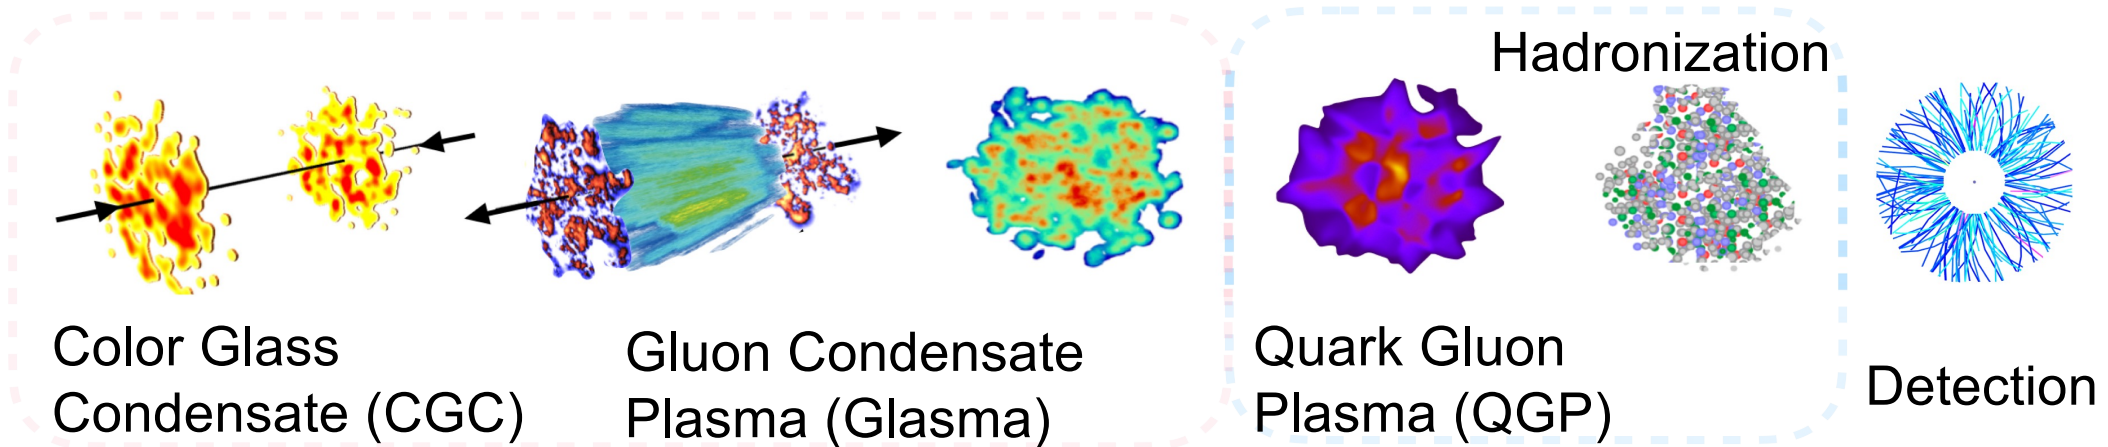 Hadronization
Color Glass
Condensate (CGC)
Gluon Condensate
Plasma (Glasma)
Quark Gluon
Plasma (QGP)
Detection